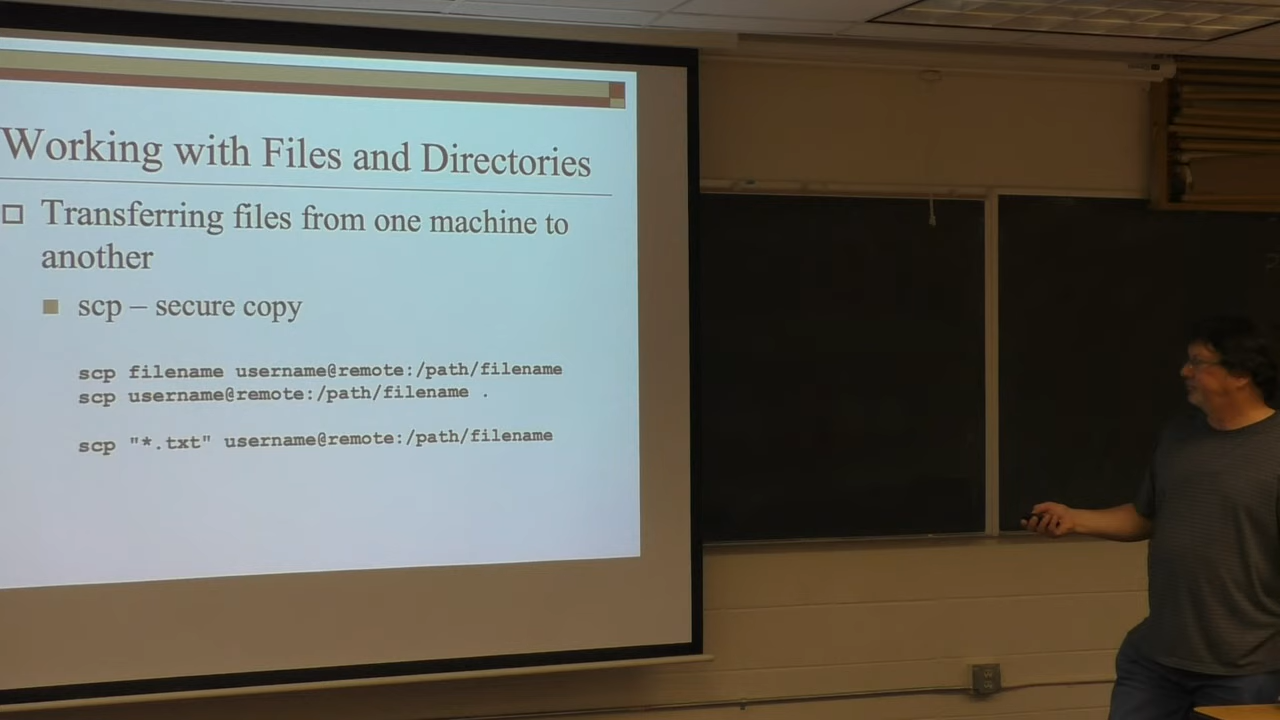 Working with Files and Directories
Transferring files from one machine to
another
scp – secure copy
scp filename username@remote:/path/filename
scp username@remote:/path/filename .
scp "*.txt" username@remote:/path/filename